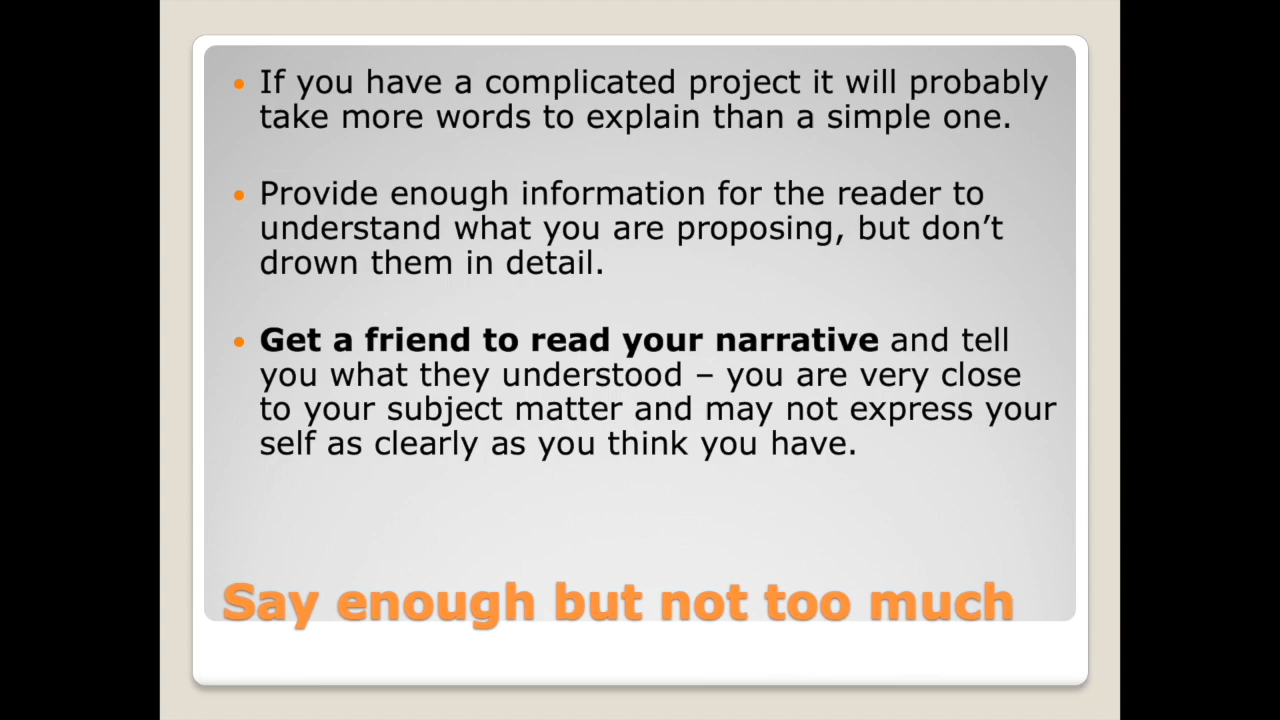 If you have a complicated project it will probably
take more words to explain than a simple one.
Provide enough information for the reader to
understand what you are proposing, but don’t
drown them in detail.
Get a friend to read your narrative and tell
you what they understood – you are very close
to your subject matter and may not express your
self as clearly as you think you have.
Say enough but not too much